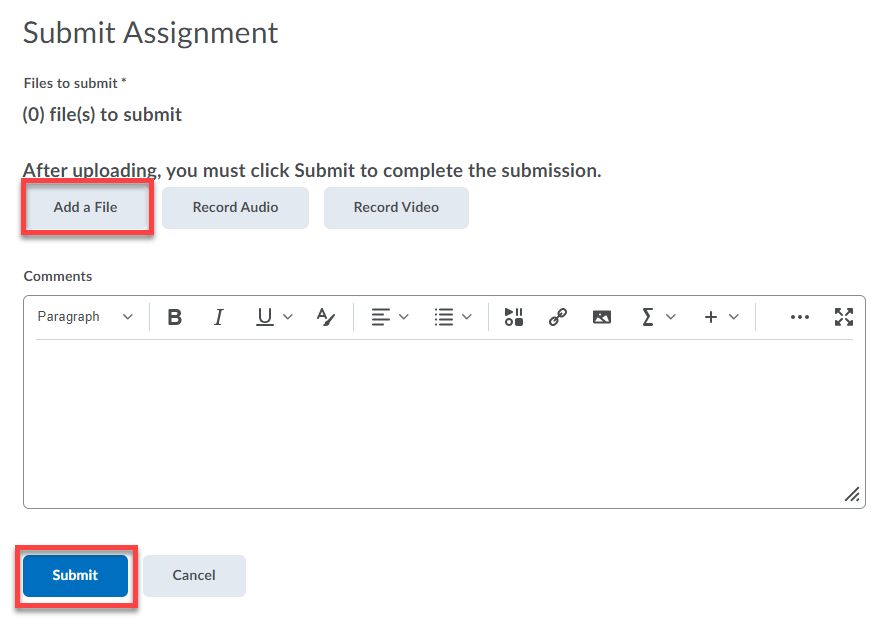 Submit Assignment
Files to submit *
(0) file(s) to submit
After uploading, you must click Submit to complete the submission.
Add a File Record Audio Record Video
Comments
Paragraph B I U A Σ +
Submit Cancel